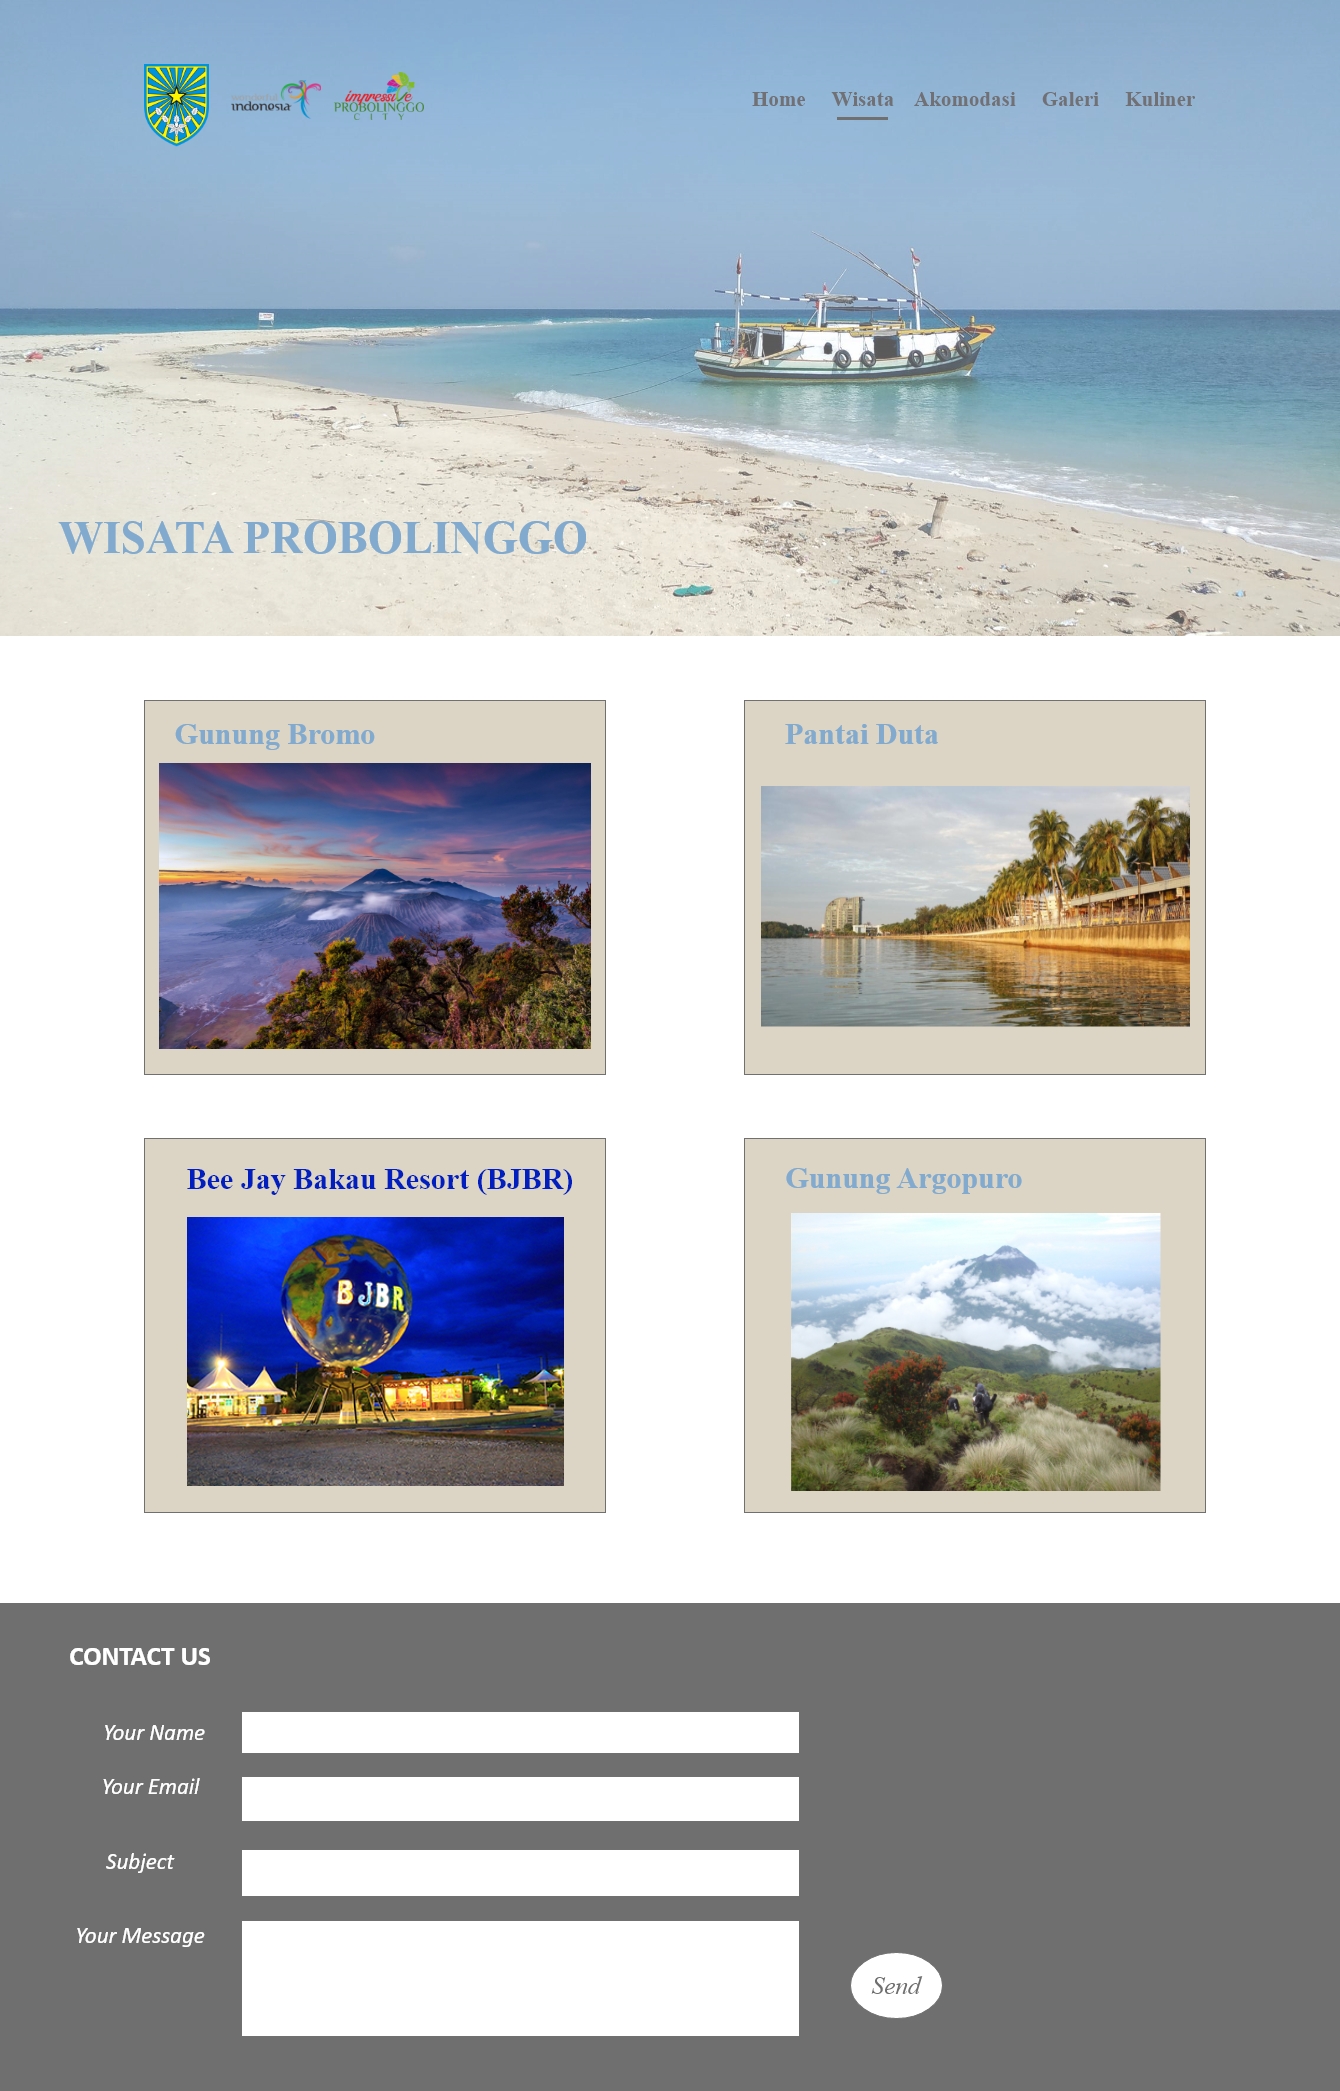 wonderful
indonesia
impressive
PROBOLINGGO
CITY
Home Wisata Akomodasi Galeri Kuliner
WISATA PROBOLINGGO
Gunung Bromo
Pantai Duta
Bee Jay Bakau Resort (BJBR)
Gunung Argopuro
BJBR
CONTACT US
Your Name
Your Email
Subject
Your Message
Send